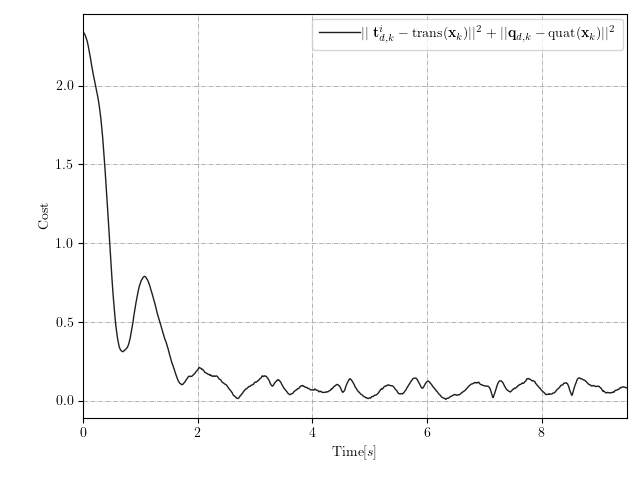 || 𝐭ⁱ_{d,k} − trans(𝐱_k)||² + ||𝐪_{d,k} − quat(𝐱_k)||²
2.0
1.5
1.0
0.5
0.0
Cost
0 2 4 6 8
Time[s]